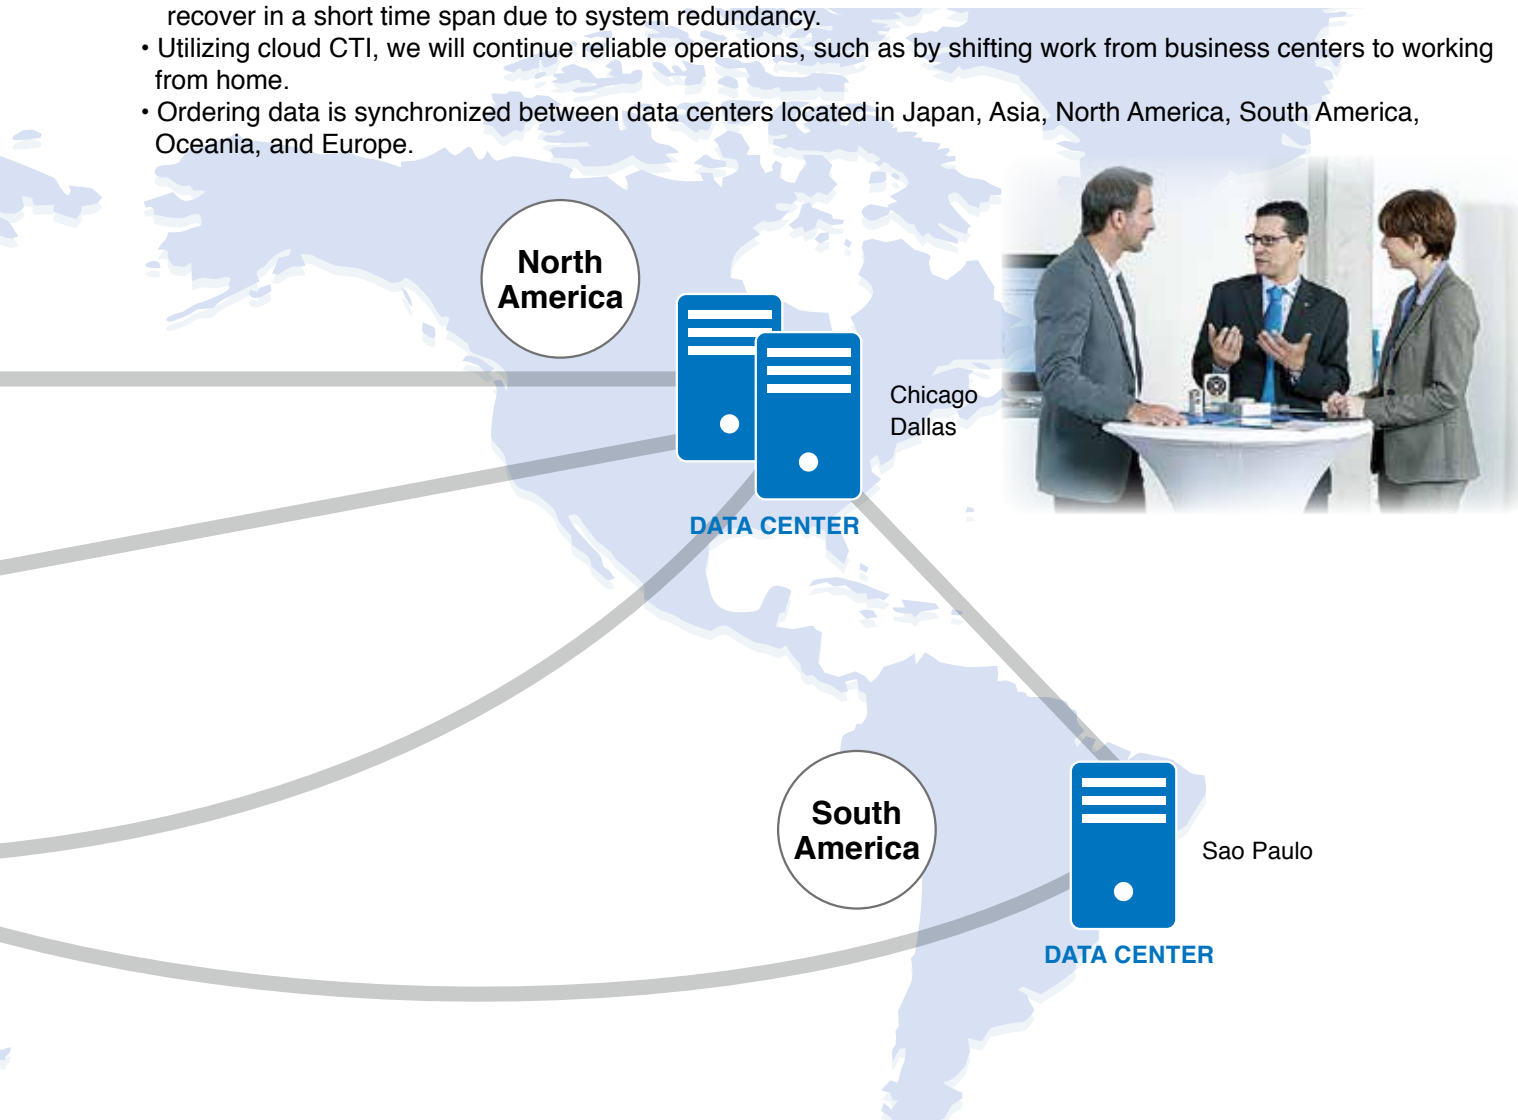 recover in a short time span due to system redundancy.
・Utilizing cloud CTI, we will continue reliable operations, such as by shifting work from business centers to working
from home.
・Ordering data is synchronized between data centers located in Japan, Asia, North America, South America,
Oceania, and Europe.
North
America
Chicago
Dallas
DATA CENTER
South
America
Sao Paulo
DATA CENTER